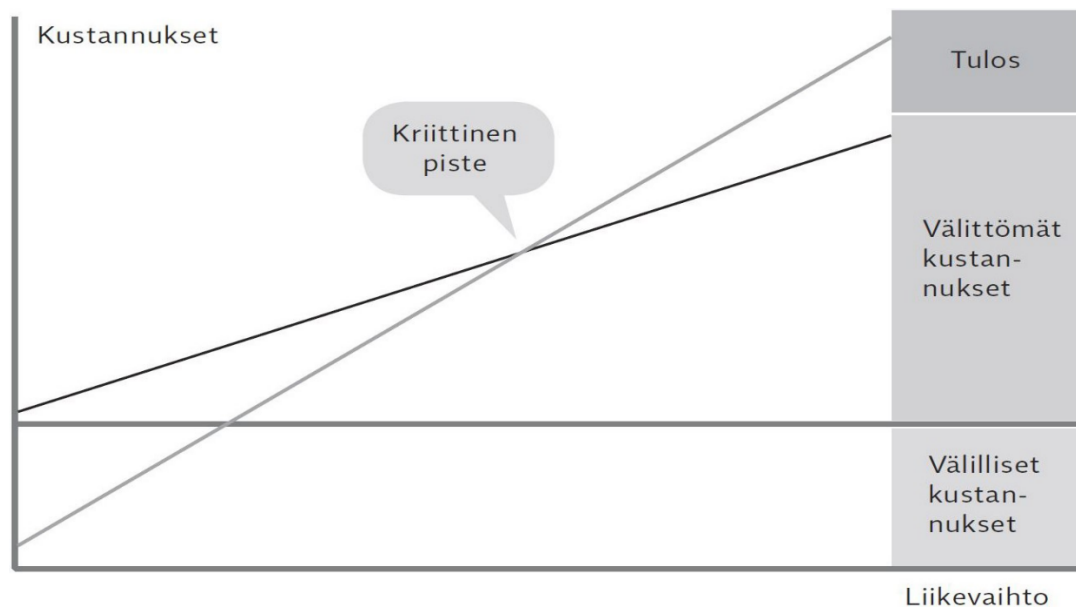 Kustannukset
Tulos
Kriittinen
piste
Välittömät
kustan-
nukset
Välilliset
kustan-
nukset
Liikevaihto